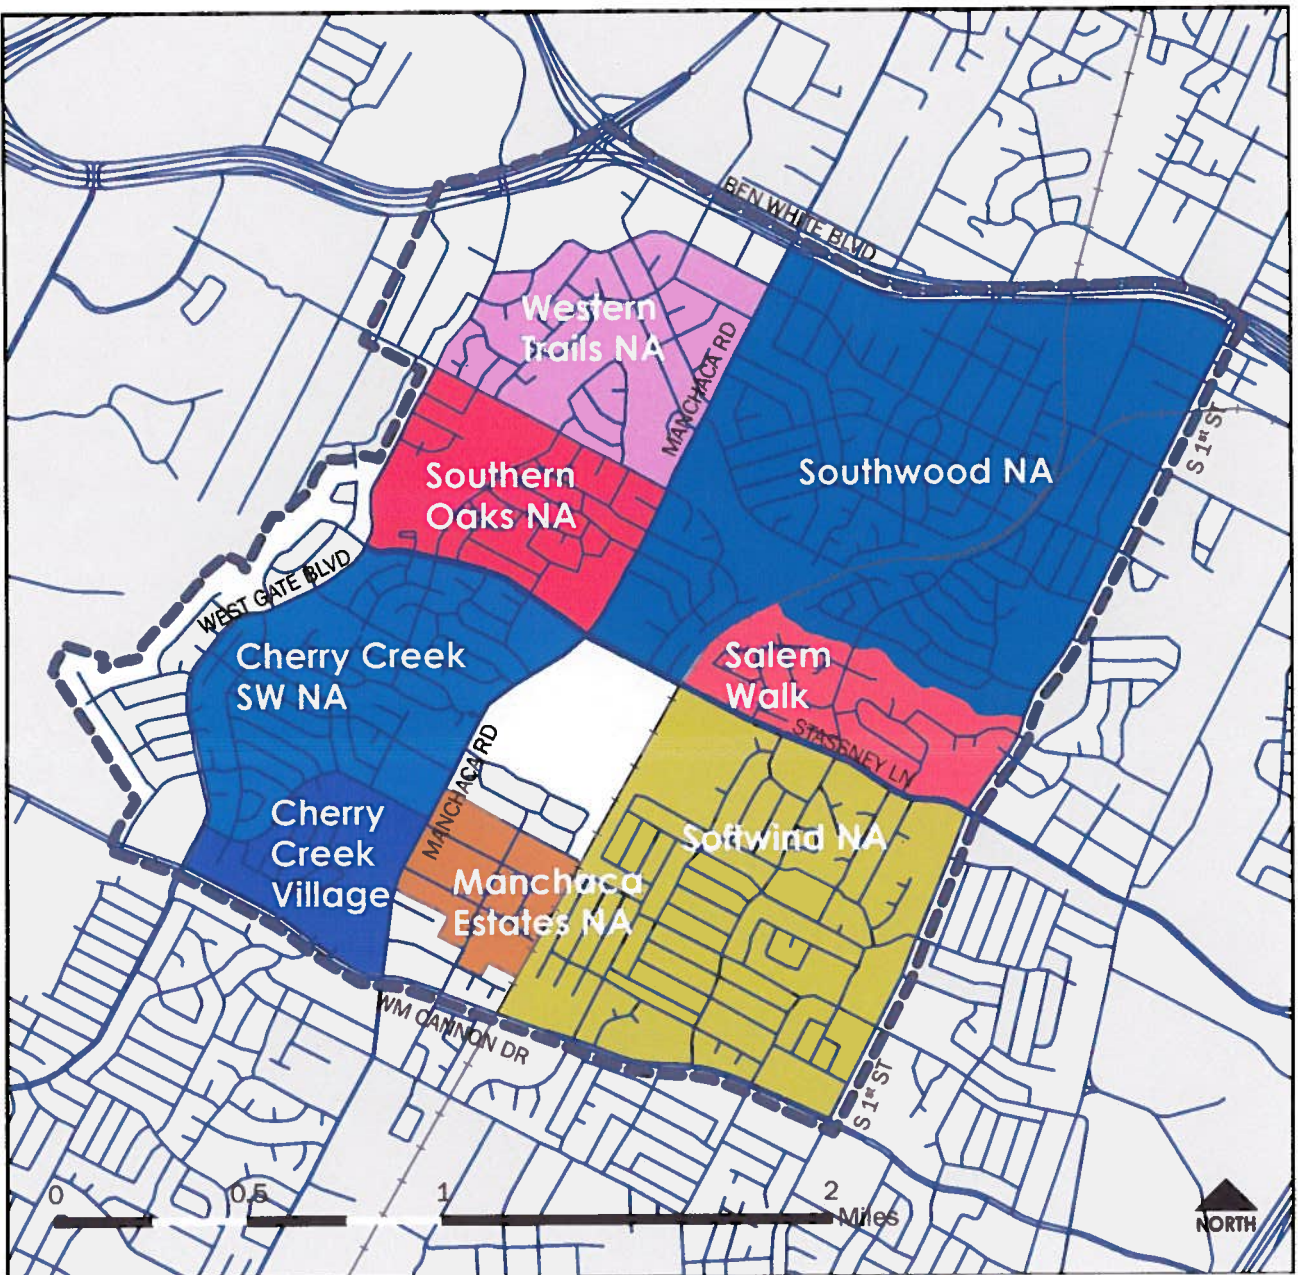 BEN WHITE BLVD
Western
Trails NA
MANCHACA RD
S 1st ST
Southern
Oaks NA
Southwood NA
WEST GATE BLVD
Cherry Creek
SW NA
Salem
Walk
STASSNEY LN
MANCHACA RD
Cherry
Creek
Village
Softwind NA
Manchaca
Estates NA
WM CANNON DR
S 1st ST
0 0.5 1 2
Miles
NORTH